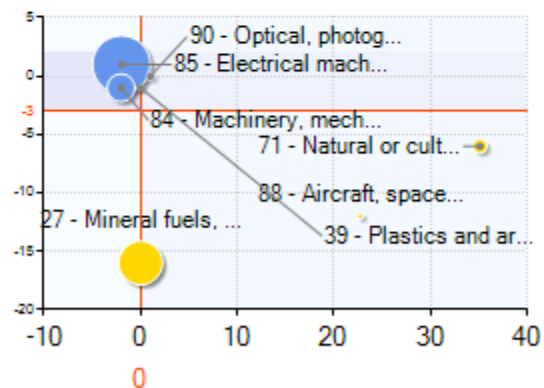 5
90 - Optical, photog...
85 - Electrical mach...
0
-3
84 - Machinery, mech...
-5
71 - Natural or cult...
-10
88 - Aircraft, space...
27 - Mineral fuels, ...
39 - Plastics and ar...
-15
-20
-10 0 10 20 30 40
0